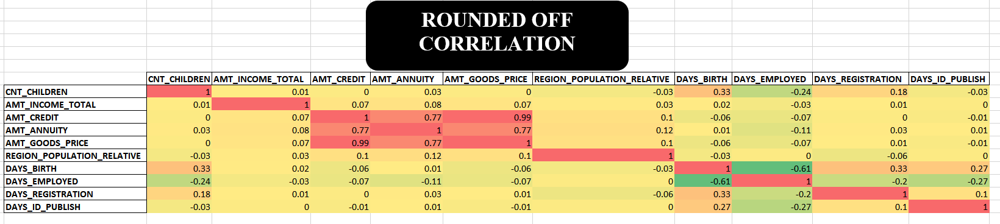 ROUNDED OFF
CORRELATION
CNT_CHILDREN AMT_INCOME_TOTAL AMT_CREDIT AMT_ANNUITY AMT_GOODS_PRICE REGION_POPULATION_RELATIVE DAYS_BIRTH DAYS_EMPLOYED DAYS_REGISTRATION DAYS_ID_PUBLISH
CNT_CHILDREN 1 0.01 0 0.03 0 -0.03 0.33 -0.24 0.18 -0.03
AMT_INCOME_TOTAL 0.01 1 0.07 0.08 0.07 0.03 0.02 -0.03 0.01 0
AMT_CREDIT 0 0.07 1 0.77 0.99 0.1 -0.06 -0.07 0 -0.01
AMT_ANNUITY 0.03 0.08 0.77 1 0.77 0.12 0.01 -0.11 0.03 0.01
AMT_GOODS_PRICE 0 0.07 0.99 0.77 1 0.1 -0.06 -0.07 0.01 -0.01
REGION_POPULATION_RELATIVE -0.03 0.03 0.1 0.12 0.1 1 -0.03 0 -0.06 0
DAYS_BIRTH 0.33 0.02 -0.06 0.01 -0.06 -0.03 1 -0.61 0.33 0.27
DAYS_EMPLOYED -0.24 -0.03 -0.07 -0.11 -0.07 0 -0.61 1 -0.2 -0.27
DAYS_REGISTRATION 0.18 0.01 0 0.03 0.01 -0.06 0.33 -0.2 1 0.1
DAYS_ID_PUBLISH -0.03 0 -0.01 0.01 -0.01 0 0.27 -0.27 0.1 1